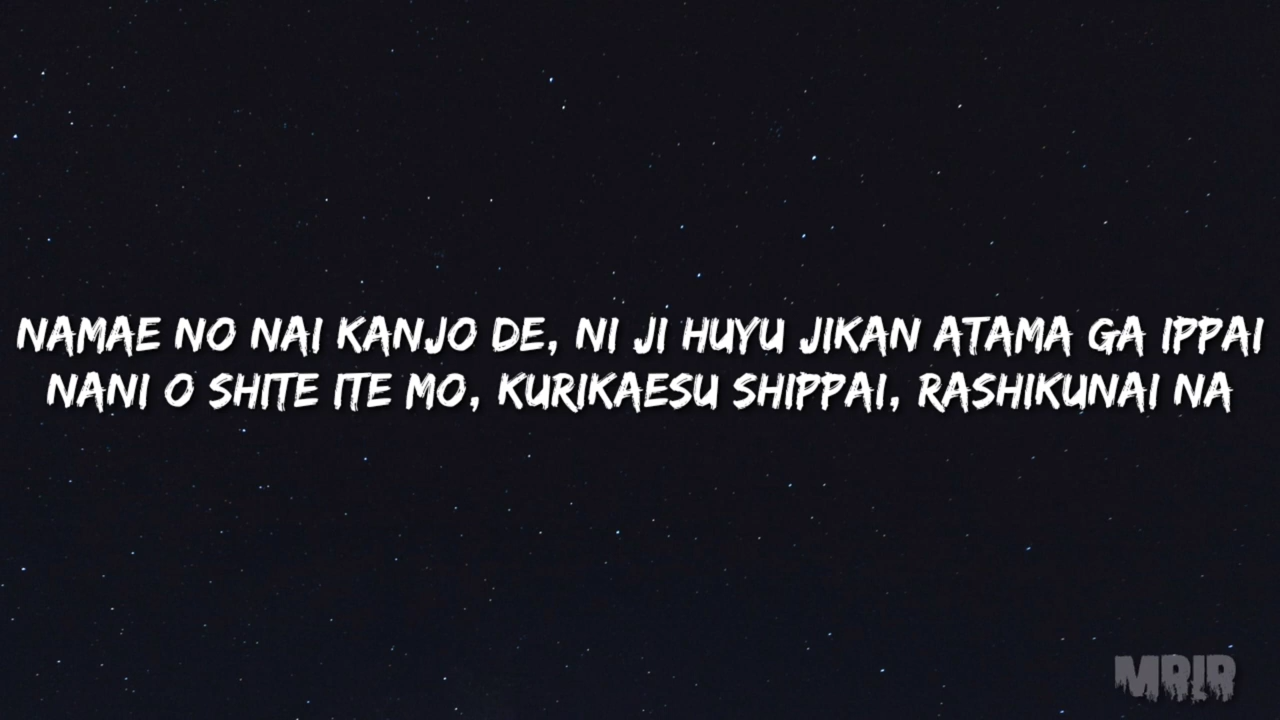 NAMAE NO NAI KANJO DE, NI JI HUYU JIKAN ATAMA GA IPPAI
NANI O SHITE ITE MO, KURIKAESU SHIPPAI, RASHIKUNAI NA
MRLR